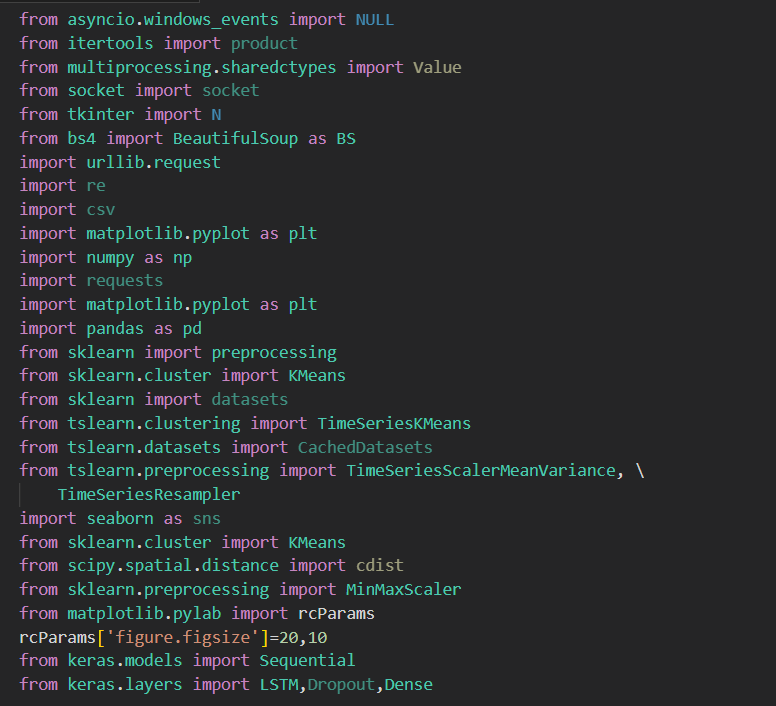 from asyncio.windows_events import NULL
from itertools import product
from multiprocessing.sharedctypes import Value
from socket import socket
from tkinter import N
from bs4 import BeautifulSoup as BS
import urllib.request
import re
import csv
import matplotlib.pyplot as plt
import numpy as np
import requests
import matplotlib.pyplot as plt
import pandas as pd
from sklearn import preprocessing
from sklearn.cluster import KMeans
from sklearn import datasets
from tslearn.clustering import TimeSeriesKMeans
from tslearn.datasets import CachedDatasets
from tslearn.preprocessing import TimeSeriesScalerMeanVariance, \
    TimeSeriesResampler
import seaborn as sns
from sklearn.cluster import KMeans
from scipy.spatial.distance import cdist
from sklearn.preprocessing import MinMaxScaler
from matplotlib.pylab import rcParams
rcParams['figure.figsize']=20,10
from keras.models import Sequential
from keras.layers import LSTM,Dropout,Dense